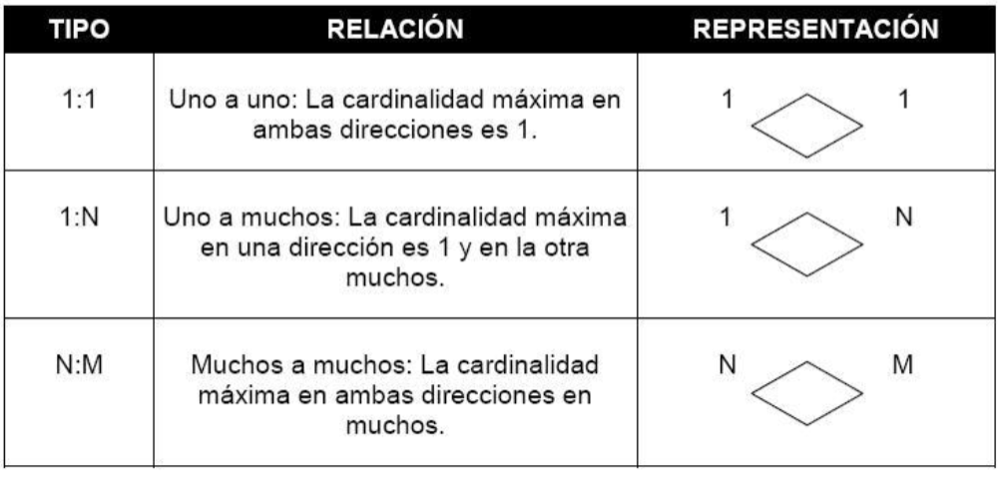 TIPO RELACIÓN REPRESENTACIÓN
1:1 Uno a uno: La cardinalidad máxima en 1 1
ambas direcciones es 1.
1:N Uno a muchos: La cardinalidad máxima 1 N
en una dirección es 1 y en la otra
muchos.
N:M Muchos a muchos: La cardinalidad N M
máxima en ambas direcciones en
muchos.